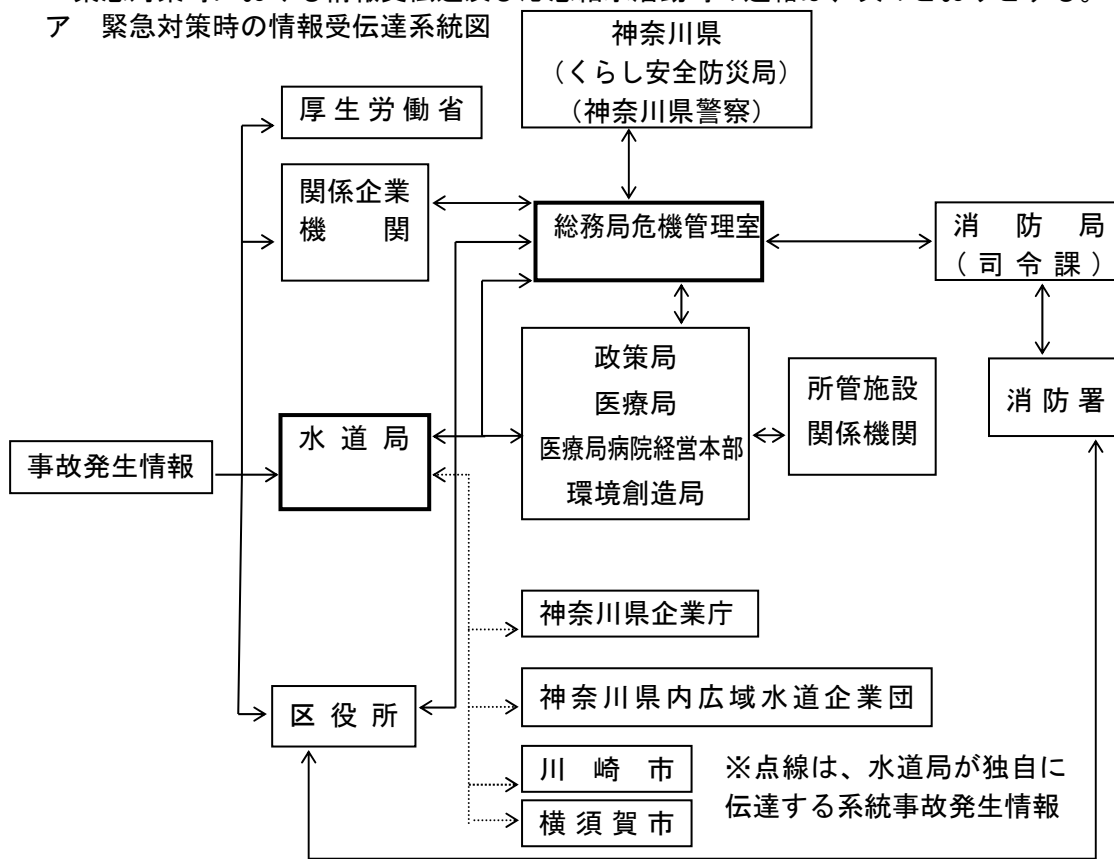 ア 緊急対策時の情報受伝達系統図
神奈川県
（くらし安全防災局）
（神奈川県警察）
厚生労働省
関係企業
機関
総務局危機管理室
消防局
（司令課）
政策局
医療局
医療局病院経営本部
環境創造局
所管施設
関係機関
消防署
水道局
事故発生情報
神奈川県企業庁
神奈川県内広域水道企業団
区役所
川崎市
横須賀市
※点線は、水道局が独自に
伝達する系統事故発生情報